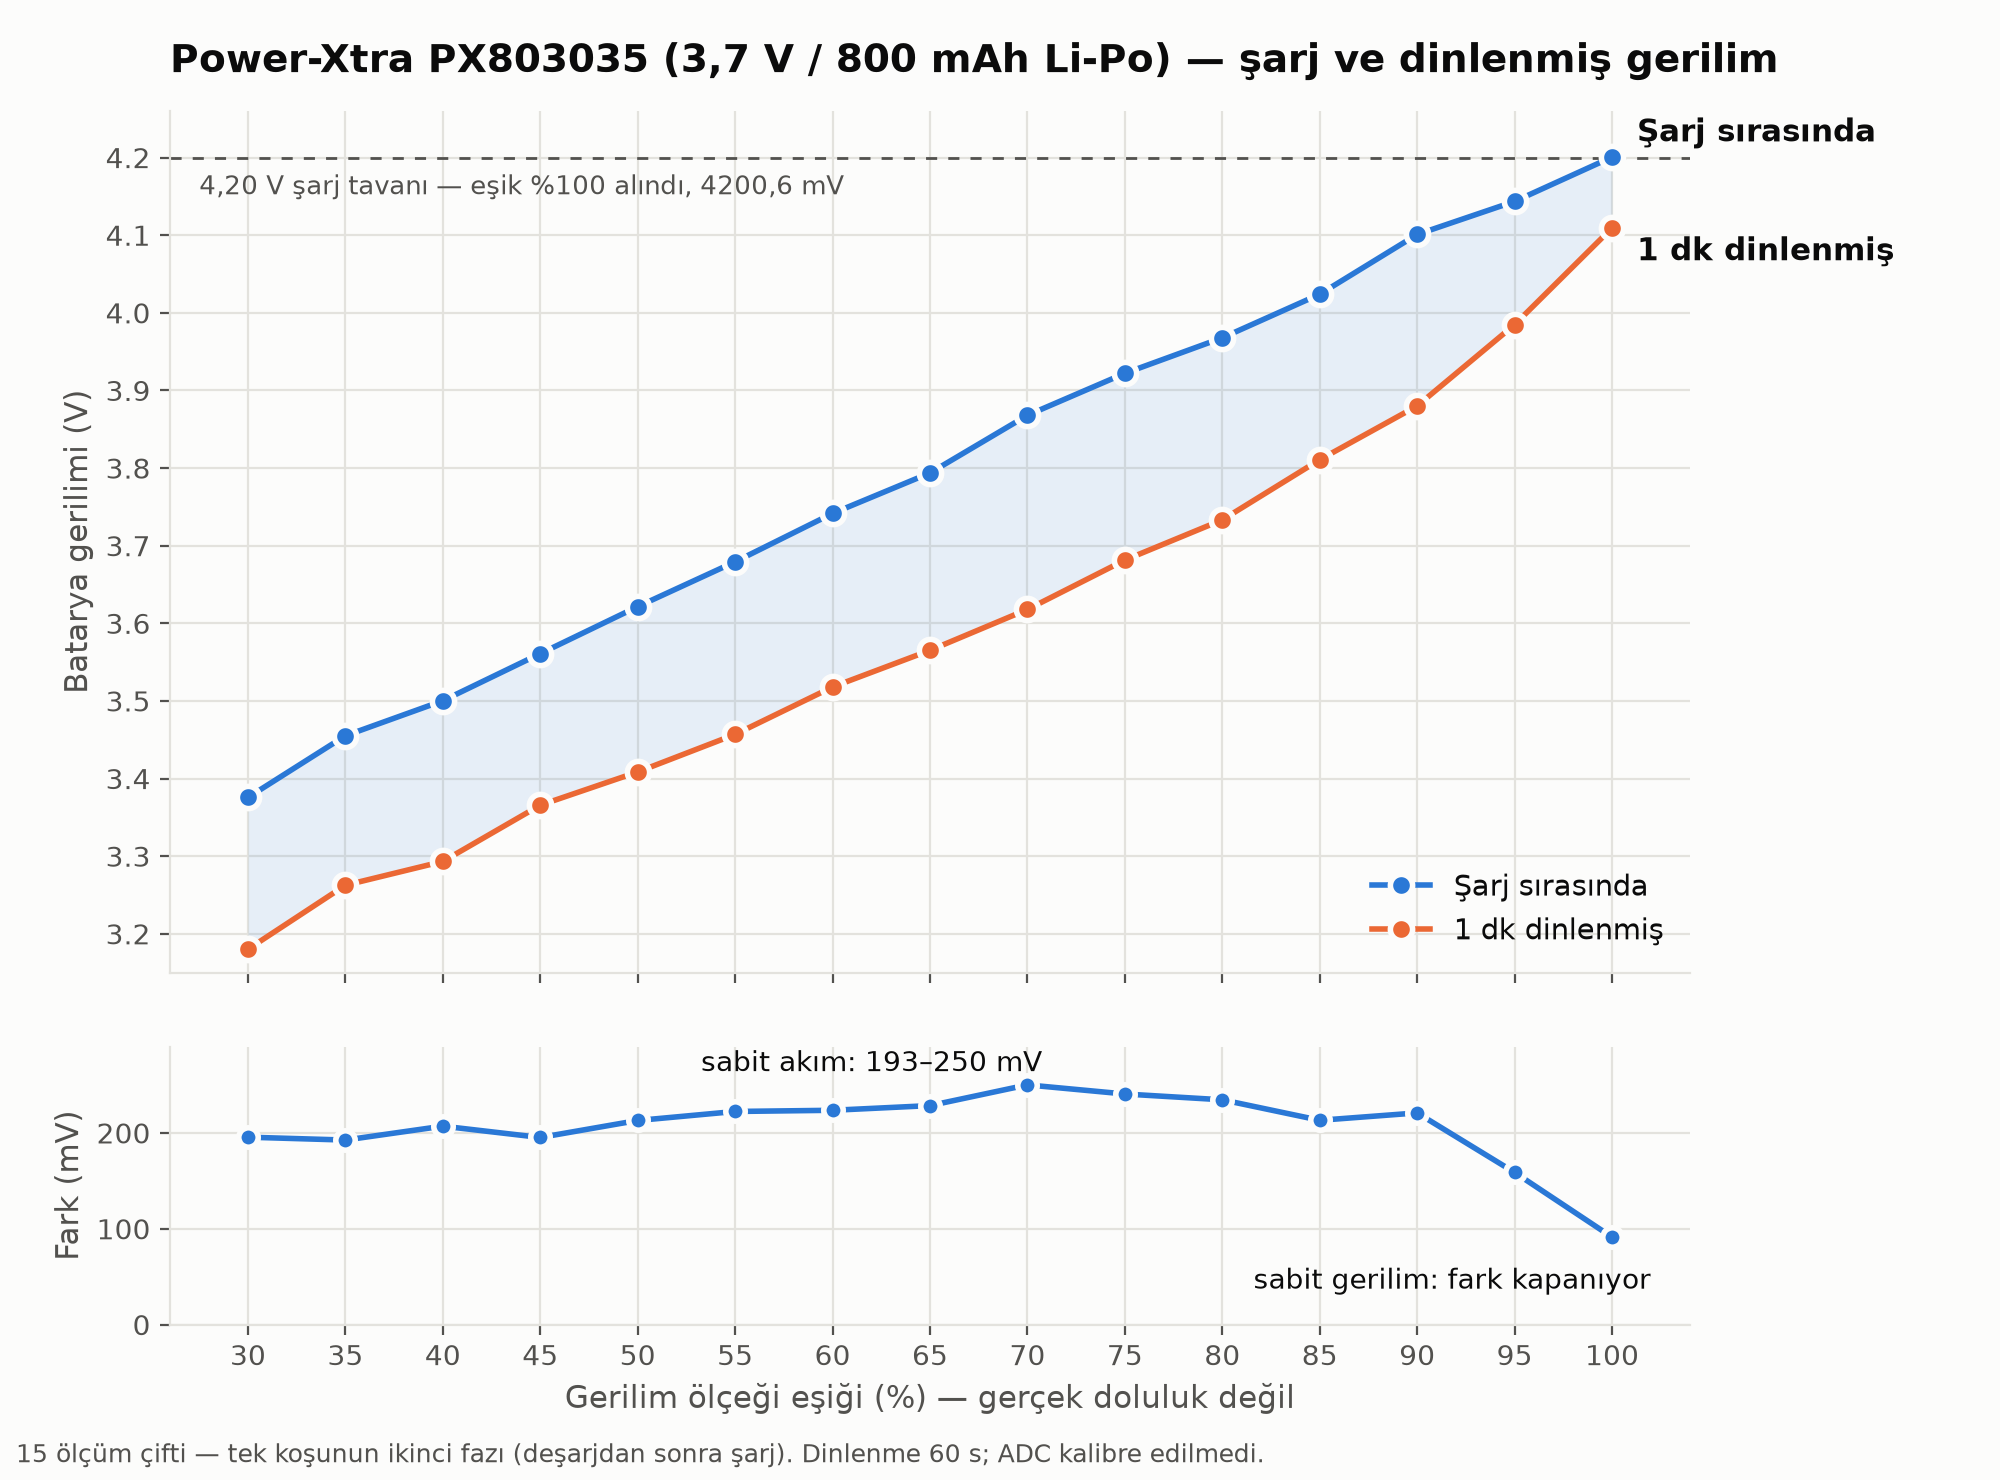 Power-Xtra PX803035 (3,7 V / 800 mAh Li-Po) — şarj ve dinlenmiş gerilim
Şarj sırasında
4,20 V şarj tavanı — eşik %100 alındı, 4200,6 mV
1 dk dinlenmiş
Batarya gerilimi (V)
4.2
4.1
4.0
3.9
3.8
3.7
3.6
3.5
3.4
3.3
3.2
Şarj sırasında
1 dk dinlenmiş
sabit akım: 193–250 mV
Fark (mV)
200
100
0
sabit gerilim: fark kapanıyor
30 35 40 45 50 55 60 65 70 75 80 85 90 95 100
Gerilim ölçeği eşiği (%) — gerçek doluluk değil
15 ölçüm çifti — tek koşunun ikinci fazı (deşarjdan sonra şarj). Dinlenme 60 s; ADC kalibre edilmedi.